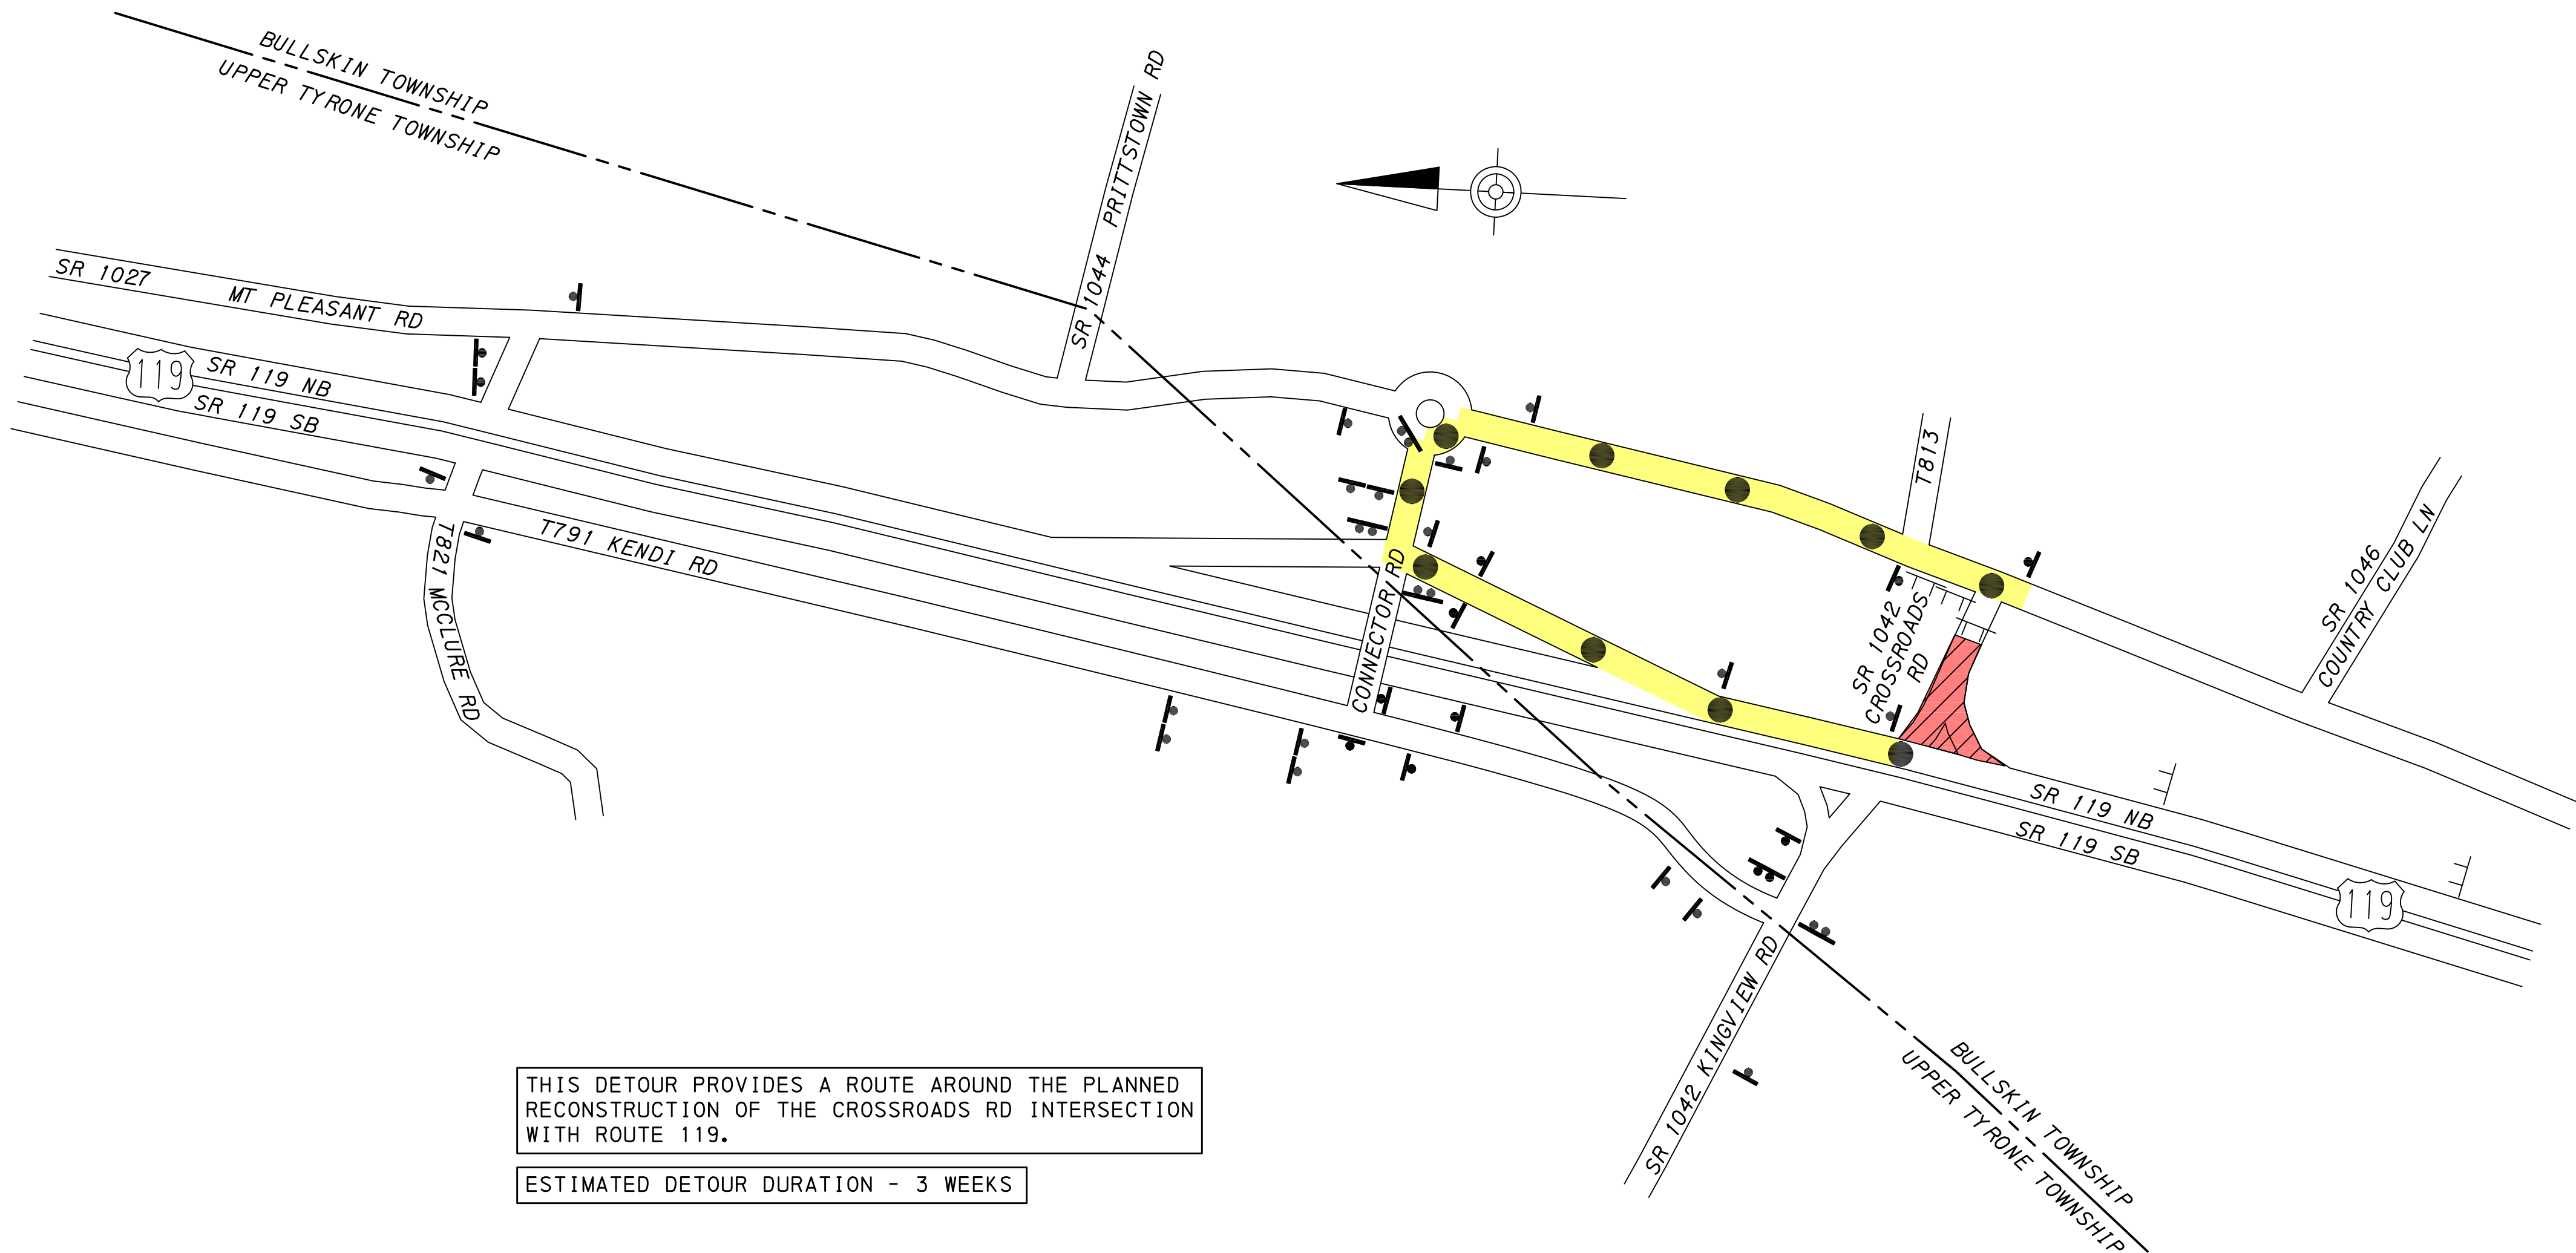 BULLSKIN TOWNSHIP
UPPER TYRONE TOWNSHIP
SR 1044 PRITTSTOWN RD
SR 1027 MT PLEASANT RD
119
SR 119 NB
SR 119 SB
T791 KENDI RD
T821 MCCLURE RD
CONNECTOR RD
T813
SR 1042
CROSSROADS
RD
SR 1046
COUNTRY CLUB LN
SR 119 NB
SR 119 SB
119
SR 1042 KINGVIEW RD
BULLSKIN TOWNSHIP
UPPER TYRONE TOWNSHIP
THIS DETOUR PROVIDES A ROUTE AROUND THE PLANNED
RECONSTRUCTION OF THE CROSSROADS RD INTERSECTION
WITH ROUTE 119.
ESTIMATED DETOUR DURATION - 3 WEEKS